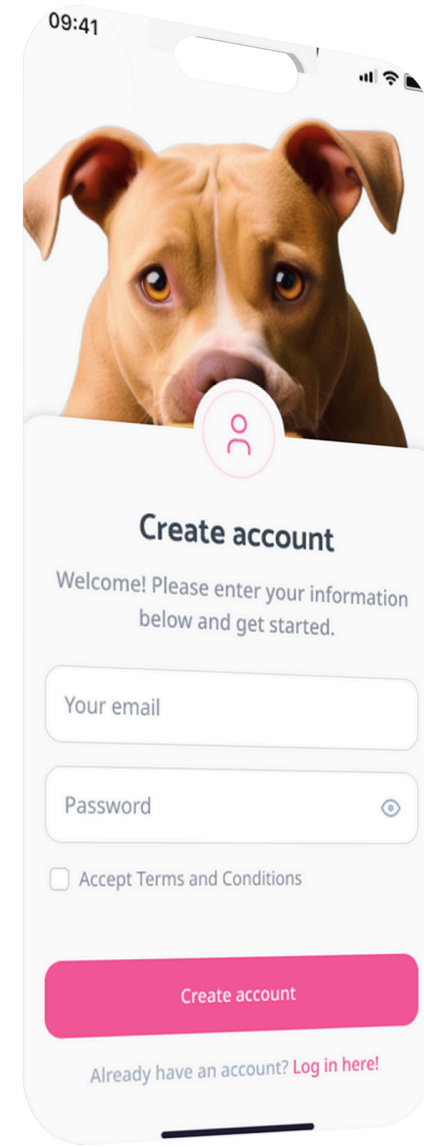 09:41
Create account
Welcome! Please enter your information
below and get started.
Your email
Password
Accept Terms and Conditions
Create account
Already have an account? Log in here!